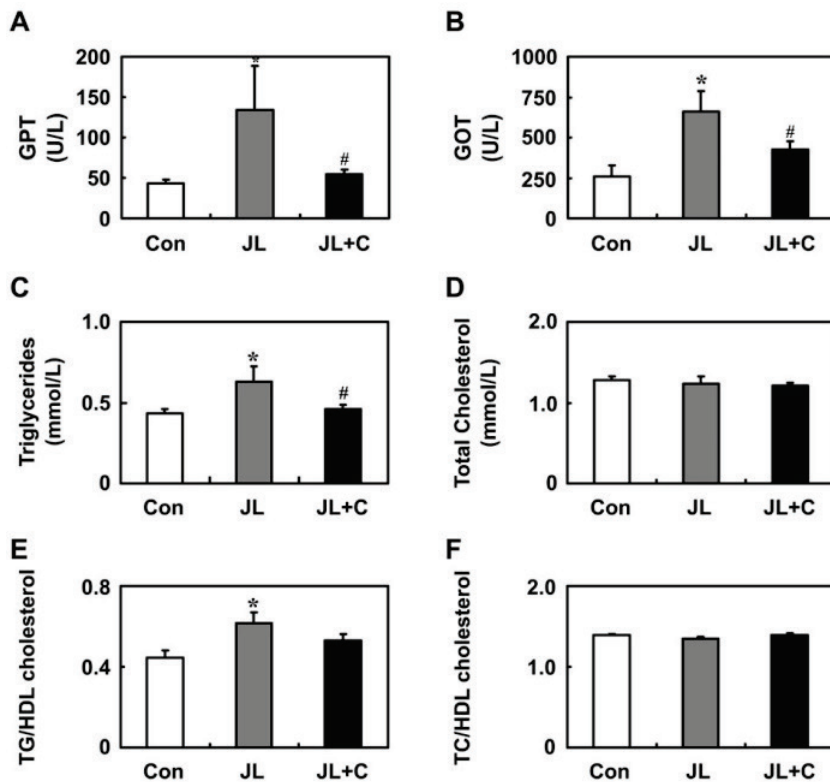 A
GPT
(U/L)
200
150
100
50
0
*
#
Con JL JL+C
B
GOT
(U/L)
1000
750
500
250
0
*
#
Con JL JL+C
C
Triglycerides
(mmol/L)
1.0
0.5
0
*
#
Con JL JL+C
D
Total Cholesterol
(mmol/L)
2.0
1.0
0
Con JL JL+C
E
TG/HDL cholesterol
0.8
0.4
0
*
Con JL JL+C
F
TC/HDL cholesterol
2.0
1.0
0
Con JL JL+C